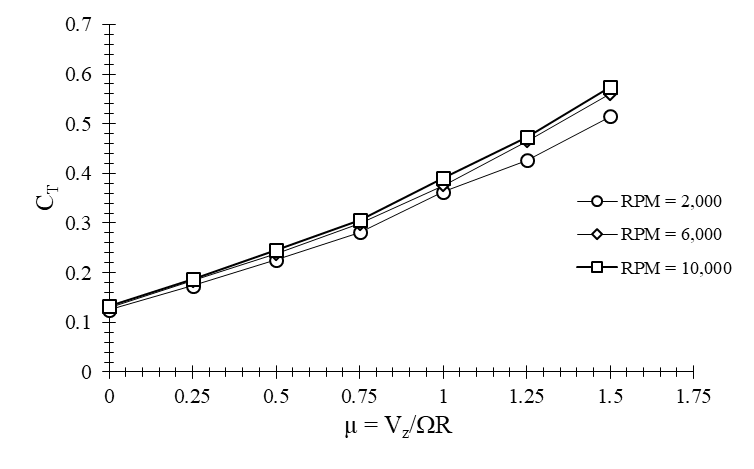 0.7
0.6
0.5
0.4
0.3
0.2
0.1
0
C_T
0 0.25 0.5 0.75 1 1.25 1.5 1.75
μ = V_z/ΩR
RPM = 2,000
RPM = 6,000
RPM = 10,000